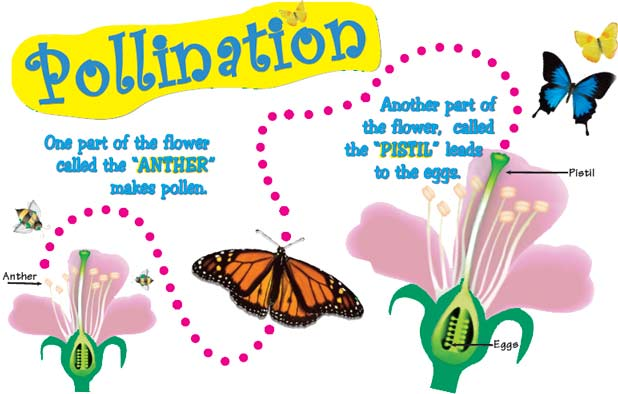 Pollination
One part of the flower
called the "ANTHER"
makes pollen.
Another part of
the flower, called
the "PISTIL" leads
to the eggs.
Pistil
Anther
Eggs